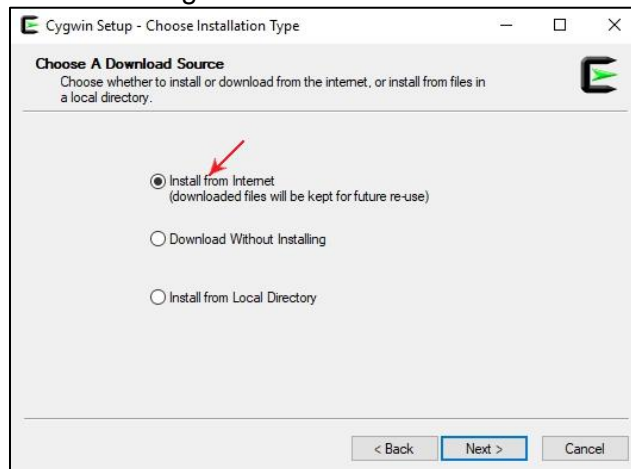 Cygwin Setup - Choose Installation Type
Choose A Download Source
Choose whether to install or download from the internet, or install from files in
a local directory.
Install from Internet
(downloaded files will be kept for future re-use)
Download Without Installing
Install from Local Directory
< Back Next > Cancel